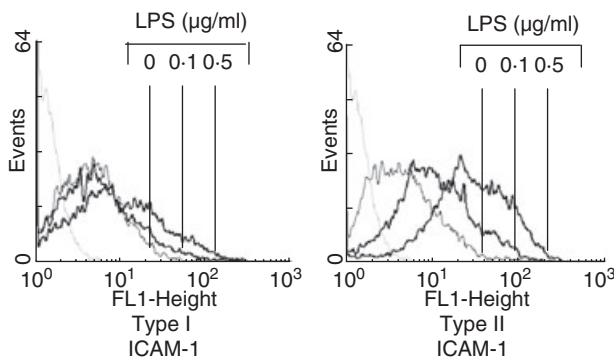 LPS (µg/ml)
0 0·1 0·5
64
Events
0
10⁰ 10¹ 10² 10³
FL1-Height
Type I
ICAM-1
LPS (µg/ml)
0 0·1 0·5
64
Events
0
10⁰ 10¹ 10² 10³
FL1-Height
Type II
ICAM-1